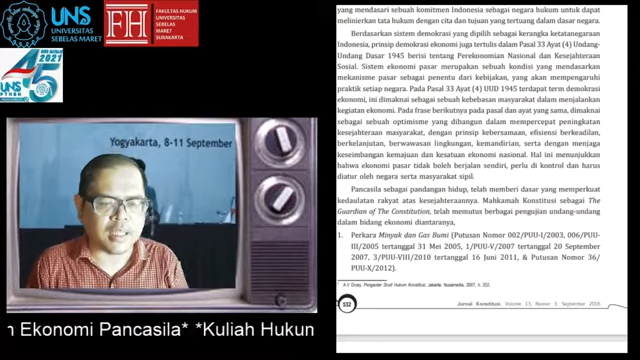 UNS
UNIVERSITAS
SEBELAS MARET
FH
FAKULTAS HUKUM
UNIVERSITAS
SEBELAS MARET
SURAKARTA
2021
45
UNS
Yogyakarta, 8-11 September
n Ekonomi Pancasila* *Kuliah Hukun
yang mendasari sebuah komitmen Indonesia sebagai negara hukum untuk dapat
melinierkan tata hukum dengan cita dan tujuan yang tertuang dalam dasar negara.
Berdasarkan sistem demokrasi yang dipilih sebagai kerangka ketatanegaraan
Indonesia, prinsip demokrasi ekonomi juga tertulis dalam Pasal 33 Ayat (4) Undang-
Undang Dasar 1945 berisi tentang Perekonomian Nasional dan Kesejahteraan
Sosial. Sistem ekonomi pasar merupakan sebuah kondisi yang mendasarkan
mekanisme pasar sebagai penentu dari kebijakan, yang akan mempengaruhi
praktik setiap negara. Pada Pasal 33 Ayat (4) UUD 1945 terdapat term demokrasi
ekonomi, ini dimaknai sebagai sebuah kebebasan masyarakat dalam menjalankan
kegiatan ekonomi. Pada frase berikutnya pada pasal dan ayat yang sama, dimaknai
sebagai sebuah optimisme yang dibangun dalam mempercepat peningkatan
kesejahteraan masyarakat, dengan prinsip kebersamaan, efisiensi berkeadilan,
berkelanjutan, berwawasan lingkungan, kemandirian, serta dengan menjaga
keseimbangan kemajuan dan kesatuan ekonomi nasional. Hal ini menunjukkan
bahwa ekonomi pasar tidak boleh berjalan sendiri, perlu di kontrol dan harus
diatur oleh negara serta masyarakat sipil.
Pancasila sebagai pandangan hidup, telah memberi dasar yang memperkuat
kedaulatan rakyat atas kesejahteraannya. Mahkamah Konstitusi sebagai The
Guardian of The Constitution, telah memutus berbagai pengujian undang-undang
dalam bidang ekonomi diantaranya,
1. Perkara Minyak dan Gas Bumi (Putusan Nomor 002/PUU-I/2003, 006/PUU-
III/2005 tertanggal 31 Mei 2005, 1/PUU-V/2007 tertanggal 20 September
2007, 3/PUU-VIII/2010 tertanggal 16 Juni 2011, & Putusan Nomor 36/
PUU-X/2012).
532
Jurnal Konstitusi, Volume 13, Nomor 3, September 2016